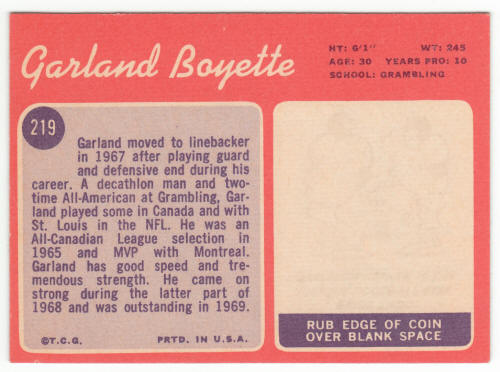 Garland Boyette
HT: 6'1" WT: 245
AGE: 30 YEARS PRO: 10
SCHOOL: GRAMBLING
219
Garland moved to linebacker
in 1967 after playing guard
and defensive end during his
career. A decathlon man and two-
time All-American at Grambling, Gar-
land played some in Canada and with
St. Louis in the NFL. He was an
All-Canadian League selection in
1965 and MVP with Montreal.
Garland has good speed and tre-
mendous strength. He came on
strong during the latter part of
1968 and was outstanding in 1969.
©T.C.G. PRTD. IN U.S.A.
RUB EDGE OF COIN
OVER BLANK SPACE